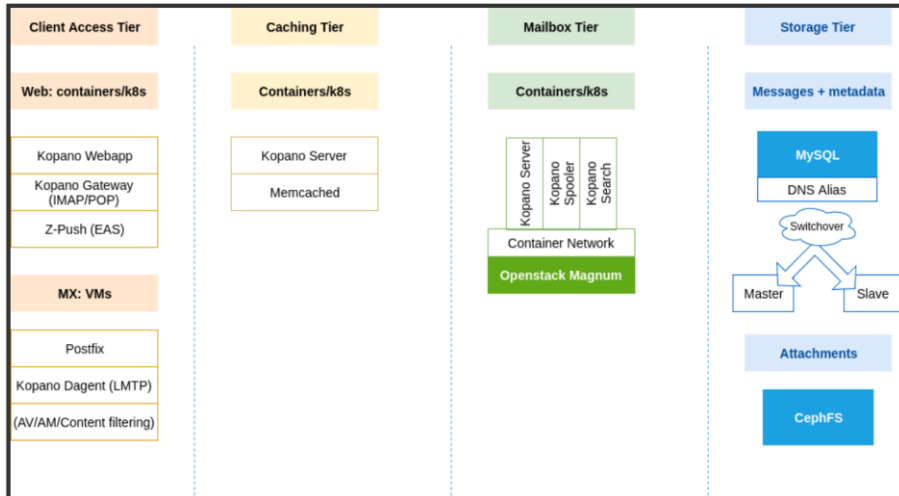 Client Access Tier
Caching Tier
Mailbox Tier
Storage Tier
Web: containers/k8s
Containers/k8s
Containers/k8s
Messages + metadata
Kopano Webapp
Kopano Gateway
(IMAP/POP)
Z-Push (EAS)
Kopano Server
Memcached
Kopano Server
Kopano
Spooler
Kopano
Search
Container Network
Openstack Magnum
MySQL
DNS Alias
Switchover
Master
Slave
MX: VMs
Postfix
Kopano Dagent (LMTP)
(AV/AM/Content filtering)
Attachments
CephFS